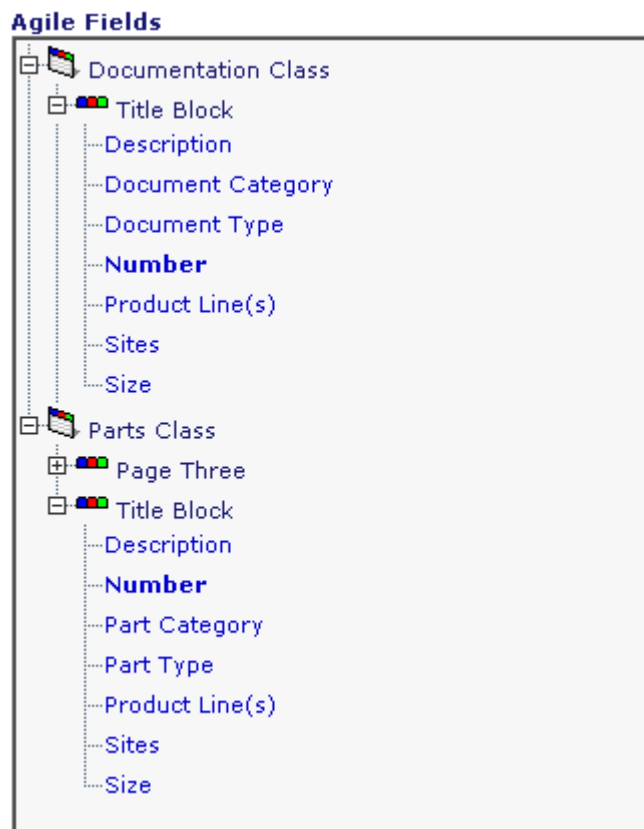 Agile Fields
Documentation Class
Title Block
Description
Document Category
Document Type
Number
Product Line(s)
Sites
Size
Parts Class
Page Three
Title Block
Description
Number
Part Category
Part Type
Product Line(s)
Sites
Size